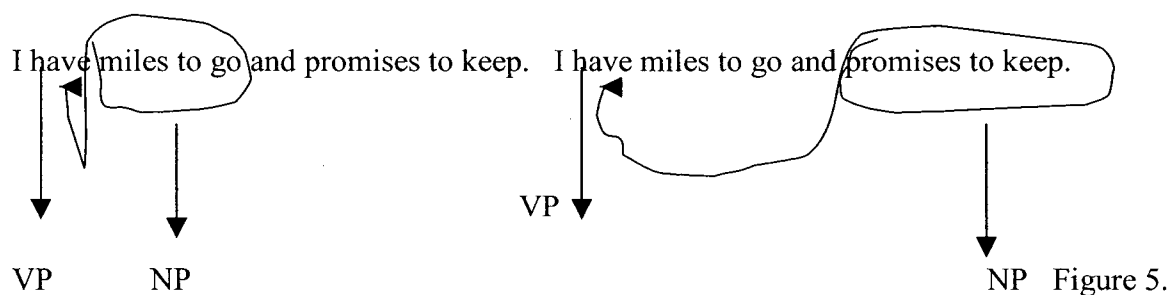 I have miles to go and promises to keep. I have miles to go and promises to keep.
VP
VP NP NP Figure 5.